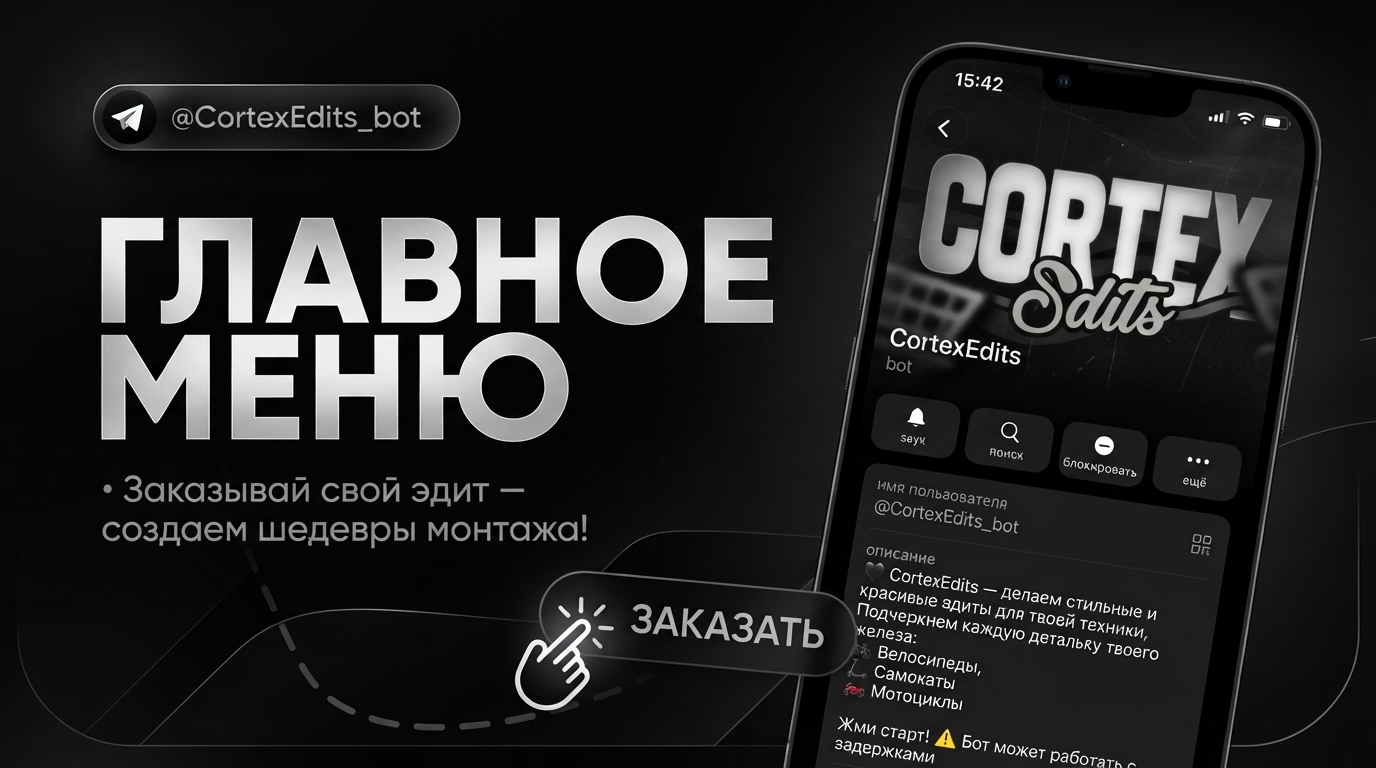 @CortexEdits_bot
ГЛАВНОЕ
МЕНЮ
• Заказывай свой эдит —
создаем шедевры монтажа!
ЗАКАЗАТЬ
15:42
CORTEX
Sdits
CortexEdits
bot
звук
поиск
блокировать
ещё
имя пользователя
@CortexEdits_bot
описание
🖤 CortexEdits — делаем стильные и
красивые эдиты для твоей техники,
Подчеркнем каждую детальку твоего
железа:
🚲 Велосипеды,
🛴 Самокаты
🏍 Мотоциклы
Жми старт! ⚠️ Бот может работать с
задержками